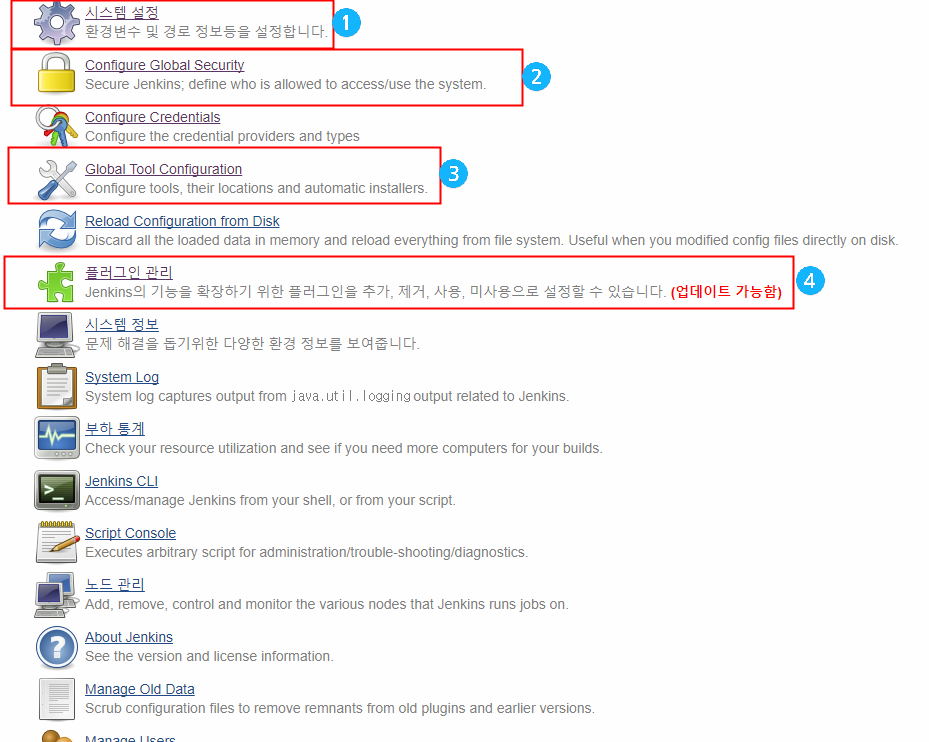 시스템 설정
환경변수 및 경로 정보등을 설정합니다.
1
Configure Global Security
Secure Jenkins; define who is allowed to access/use the system.
2
Configure Credentials
Configure the credential providers and types
Global Tool Configuration
Configure tools, their locations and automatic installers.
3
Reload Configuration from Disk
Discard all the loaded data in memory and reload everything from file system. Useful when you modified config files directly on disk.
플러그인 관리
Jenkins의 기능을 확장하기 위한 플러그인을 추가, 제거, 사용, 미사용으로 설정할 수 있습니다. (업데이트 가능함)
4
시스템 정보
문제 해결을 돕기위한 다양한 환경 정보를 보여줍니다.
System Log
System log captures output from java.util.logging output related to Jenkins.
부하 통계
Check your resource utilization and see if you need more computers for your builds.
Jenkins CLI
Access/manage Jenkins from your shell, or from your script.
Script Console
Executes arbitrary script for administration/trouble-shooting/diagnostics.
노드 관리
Add, remove, control and monitor the various nodes that Jenkins runs jobs on.
About Jenkins
See the version and license information.
Manage Old Data
Scrub configuration files to remove remnants from old plugins and earlier versions.
Manage Users